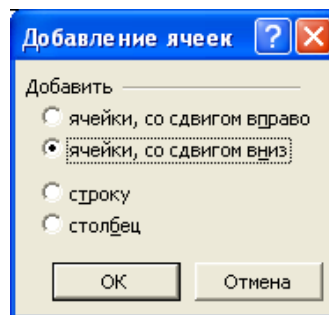 Добавление ячеек
Добавить
ячейки, со сдвигом вправо
ячейки, со сдвигом вниз
строку
столбец
ОК
Отмена